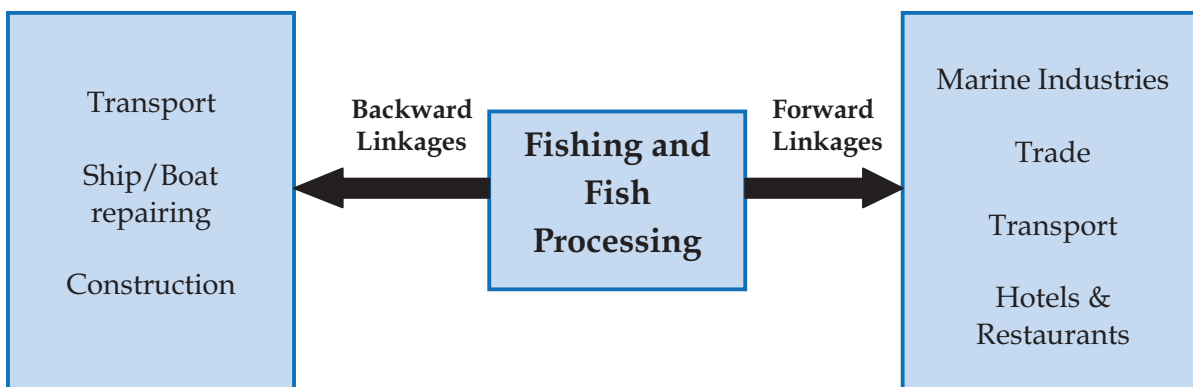 Transport
Ship/Boat
repairing
Construction
Backward
Linkages
Fishing and
Fish
Processing
Forward
Linkages
Marine Industries
Trade
Transport
Hotels &
Restaurants